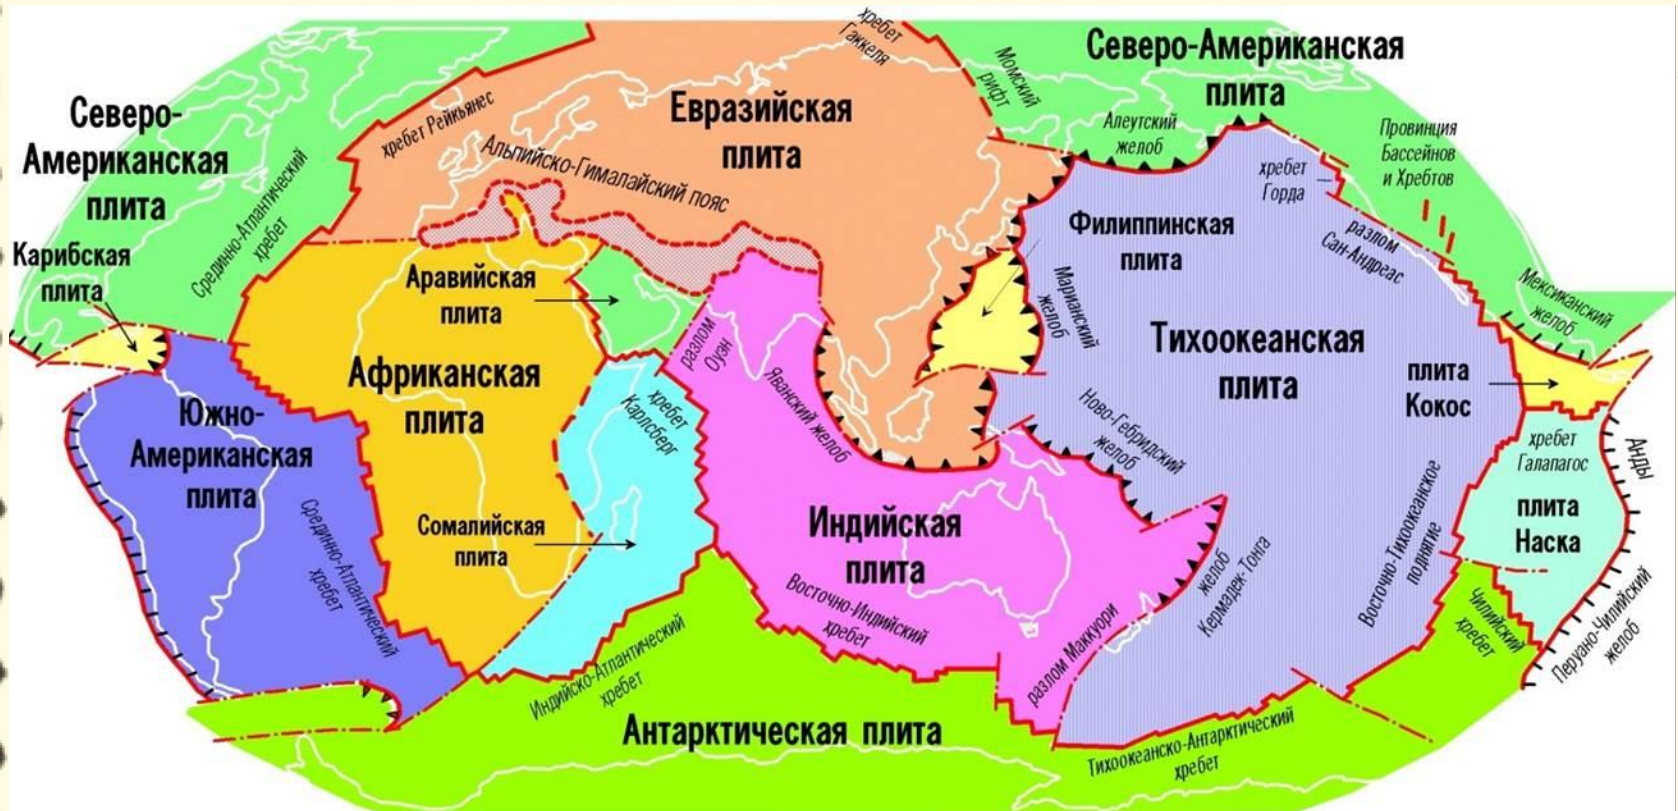 хребет
Гаккеля
Северо-Американская
плита
Момский
рифт
Евразийская
плита
Северо-
Американская
плита
хребет Рейкьянес
Альпийско-Гималайский пояс
Алеутский
желоб
Провинция
Бассейнов
и Хребтов
хребет
Горда
Срединно-Атлантический
хребет
Карибская
плита
Филиппинская
плита
разлом
Сан-Андреас
Аравийская
плита
Марианский
желоб
Мексиканский
желоб
разлом
Оуэн
Тихоокеанская
плита
Африканская
плита
плита
Кокос
хребет
Карлсберг
Яванский желоб
Ново-Гебридский
желоб
Южно-
Американская
плита
хребет
Галапагос
Анды
Срединно-Атлантический
хребет
Сомалийская
плита
Индийская
плита
плита
Наска
желоб
Кермадек-Тонга
Восточно-Тихоокеанское
поднятие
Восточно-Индийский
хребет
разлом Маккуори
Чилийский
хребет
Перуано-Чилийский
желоб
Индийско-Атлантический
хребет
Антарктическая плита
Тихоокеанско-Антарктический
хребет